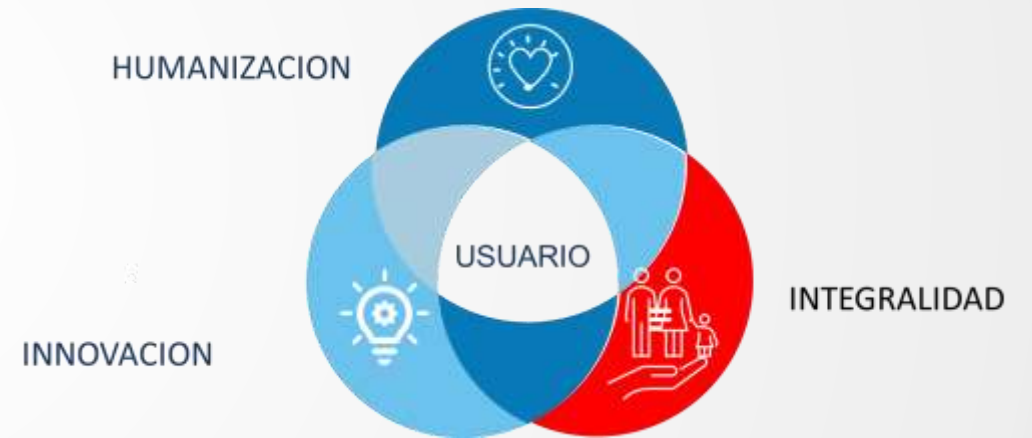 HUMANIZACION
USUARIO
INTEGRALIDAD
INNOVACION